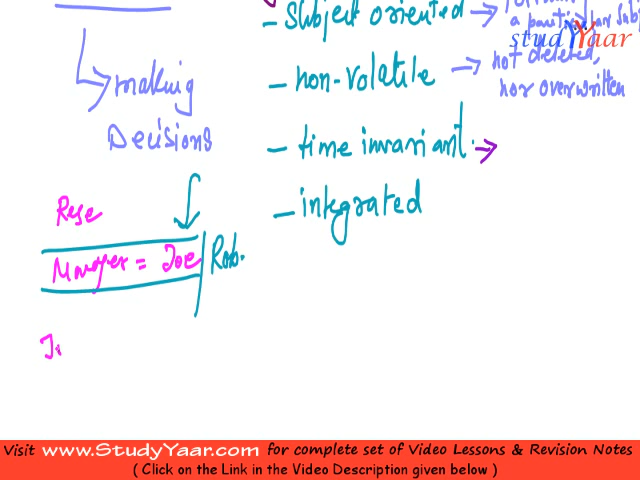 - Subject oriented →
a particular subj
studyYaar
- non-volatile → not deleted,
nor overwritten
making
Decisions
- time invariant. →
- integrated
Rese
Manager = Joe Rob.
Visit www.StudyYaar.com for complete set of Video Lessons & Revision Notes
( Click on the Link in the Video Description given below )